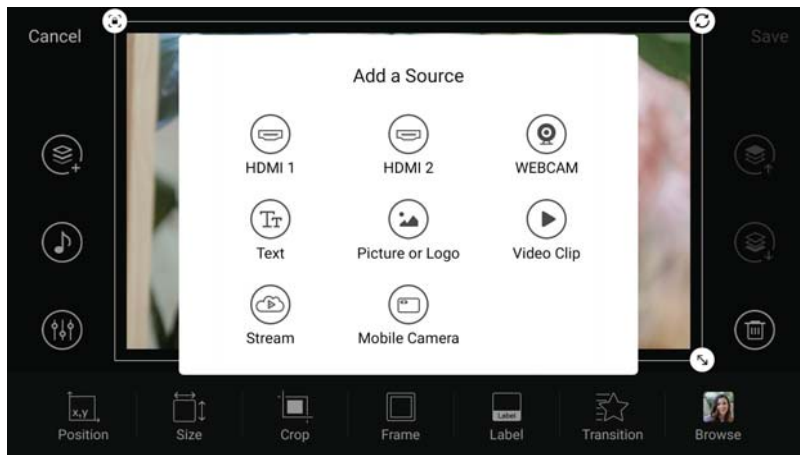 Cancel
Save
Add a Source
HDMI 1
HDMI 2
WEBCAM
Tт
Text
Picture or Logo
Video Clip
Stream
Mobile Camera
x,y
Position
Size
Crop
Frame
Label
Label
Transition
Browse